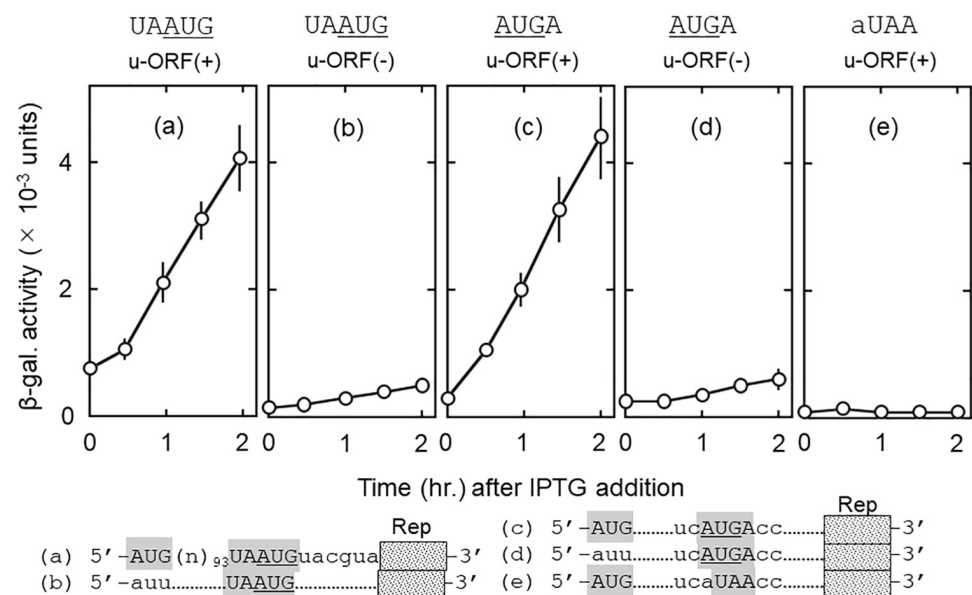 UAAUG UAAUG AUGA AUGA aUAA
u-ORF(+) u-ORF(-) u-ORF(+) u-ORF(-) u-ORF(+)
(a) (b) (c) (d) (e)
β-gal. activity ( × 10⁻³ units)
4
2
0
0 1 2 0 1 2 0 1 2 0 1 2 0 1 2
Time (hr.) after IPTG addition
Rep
(a) 5′-AUG(n)₉₃UAAUGuacgua -3′
(b) 5′-auu..........UAAUG.............. -3′
Rep
(c) 5′-AUG......ucAUGAcc...... -3′
(d) 5′-auu......ucAUGAcc...... -3′
(e) 5′-AUG......ucaUAAcc...... -3′